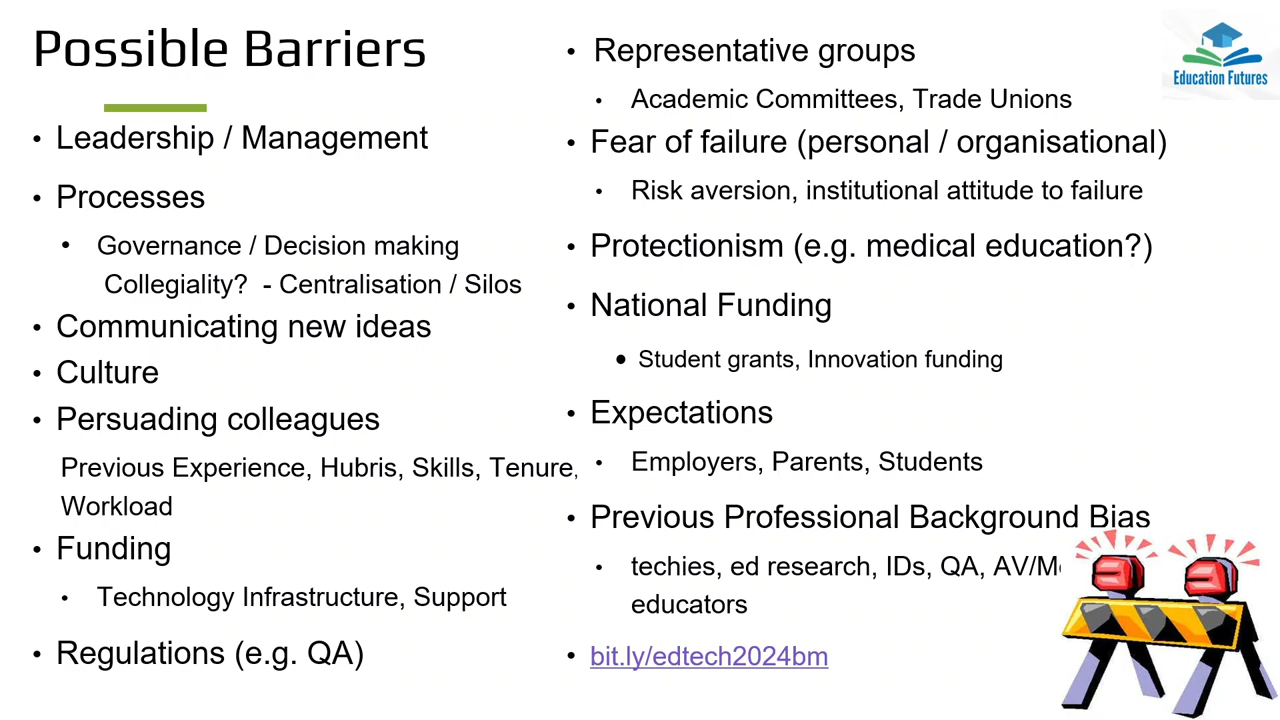 Possible Barriers
• Leadership / Management
• Processes
• Governance / Decision making
Collegiality?  - Centralisation / Silos
• Communicating new ideas
• Culture
• Persuading colleagues
Previous Experience, Hubris, Skills, Tenure,
Workload
• Funding
• Technology Infrastructure, Support
• Regulations (e.g. QA)
• Representative groups
• Academic Committees, Trade Unions
• Fear of failure (personal / organisational)
• Risk aversion, institutional attitude to failure
• Protectionism (e.g. medical education?)
• National Funding
• Student grants, Innovation funding
• Expectations
• Employers, Parents, Students
• Previous Professional Background Bias
• techies, ed research, IDs, QA,
educators
• bit.ly/edtech2024bm
Education Futures